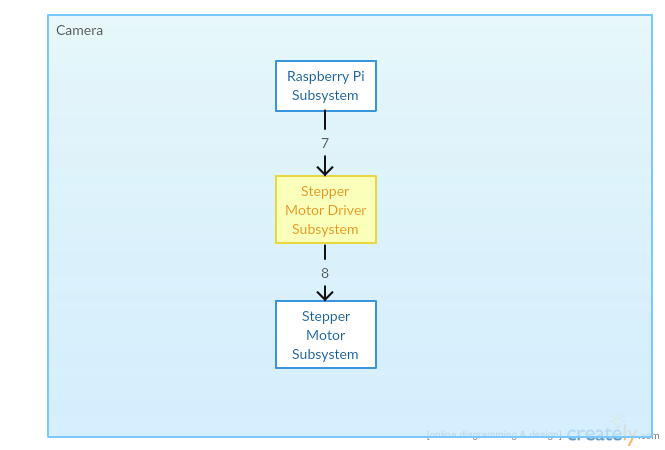 Camera
Raspberry Pi
Subsystem
7
Stepper
Motor Driver
Subsystem
8
Stepper
Motor
Subsystem
[online diagramming & design] creately.com